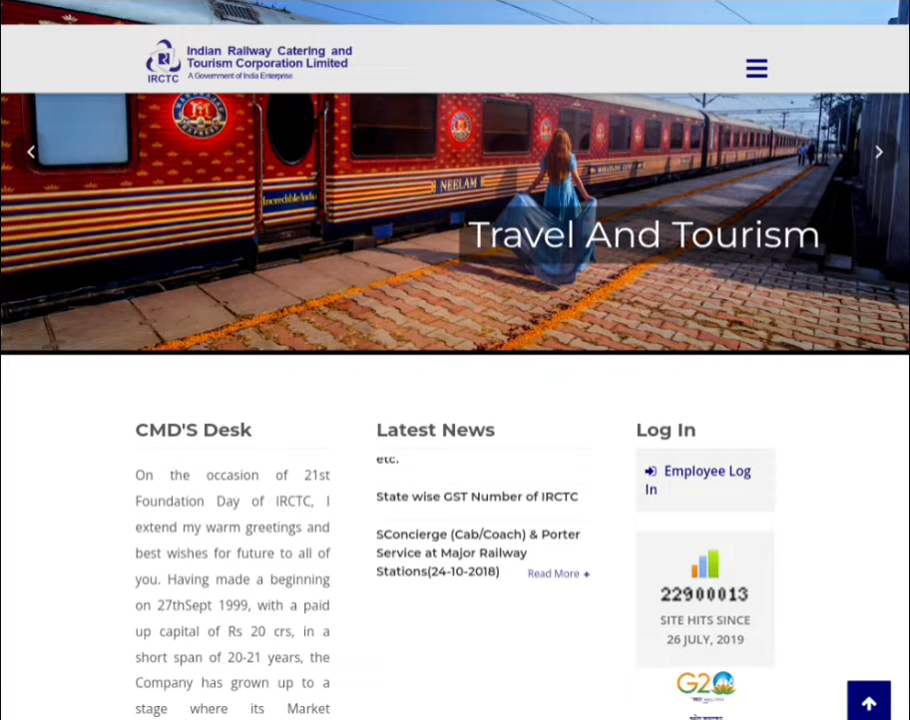 Indian Railway Catering and
Tourism Corporation Limited
IRCTC
A Government of India Enterprise
NEELAM
Incredible India
Travel And Tourism
CMD'S Desk
On the occasion of 21st
Foundation Day of IRCTC, I
extend my warm greetings and
best wishes for future to all of
you. Having made a beginning
on 27thSept 1999, with a paid
up capital of Rs 20 crs, in a
short span of 20-21 years, the
Company has grown up to a
stage where its Market
Latest News
etc.
State wise GST Number of IRCTC
SConcierge (Cab/Coach) & Porter
Service at Major Railway
Stations(24-10-2018)
Read More +
Log In
Employee Log
In
22900013
SITE HITS SINCE
26 JULY, 2019
G20